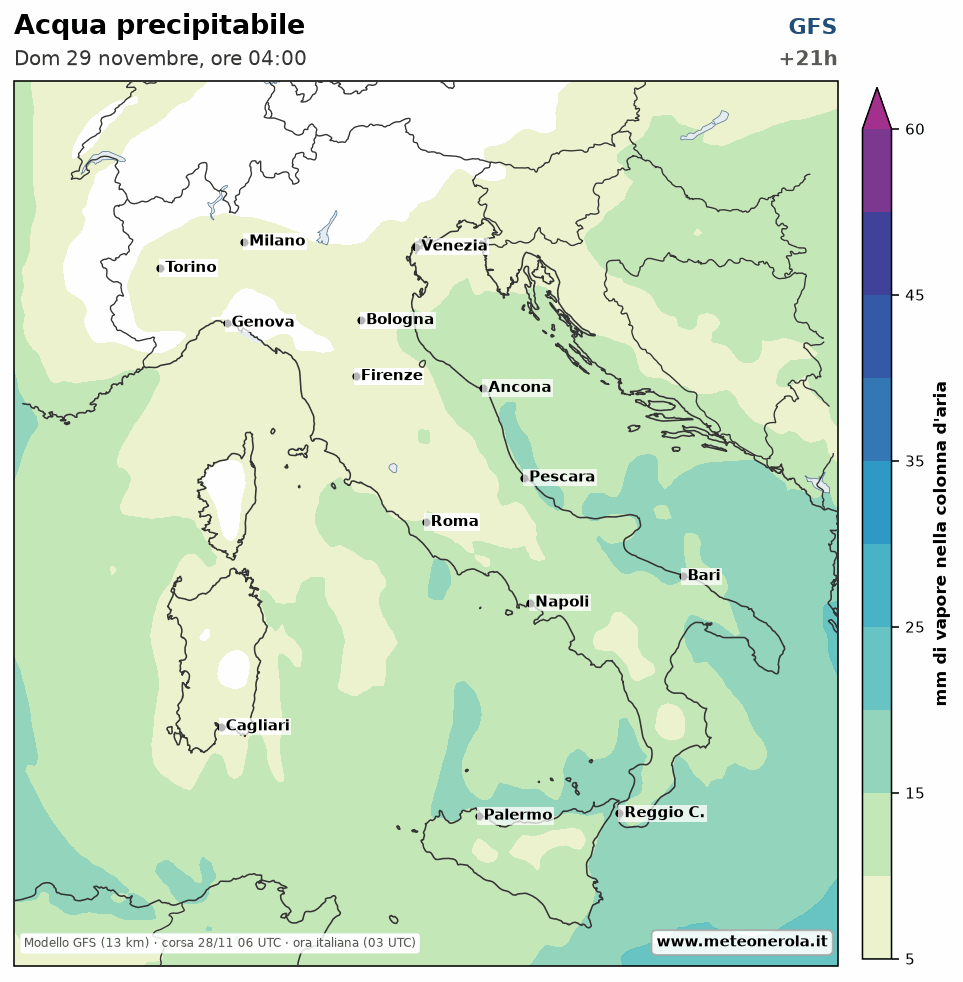 Acqua precipitabile
GFS
Dom 29 novembre, ore 04:00
+21h
60
45
35
25
15
5
mm di vapore nella colonna d'aria
Milano
Venezia
Torino
Genova
Bologna
Firenze
Ancona
Pescara
Roma
Bari
Napoli
Cagliari
Palermo
Reggio C.
Modello GFS (13 km) · corsa 28/11 06 UTC · ora italiana (03 UTC)
www.meteonerola.it